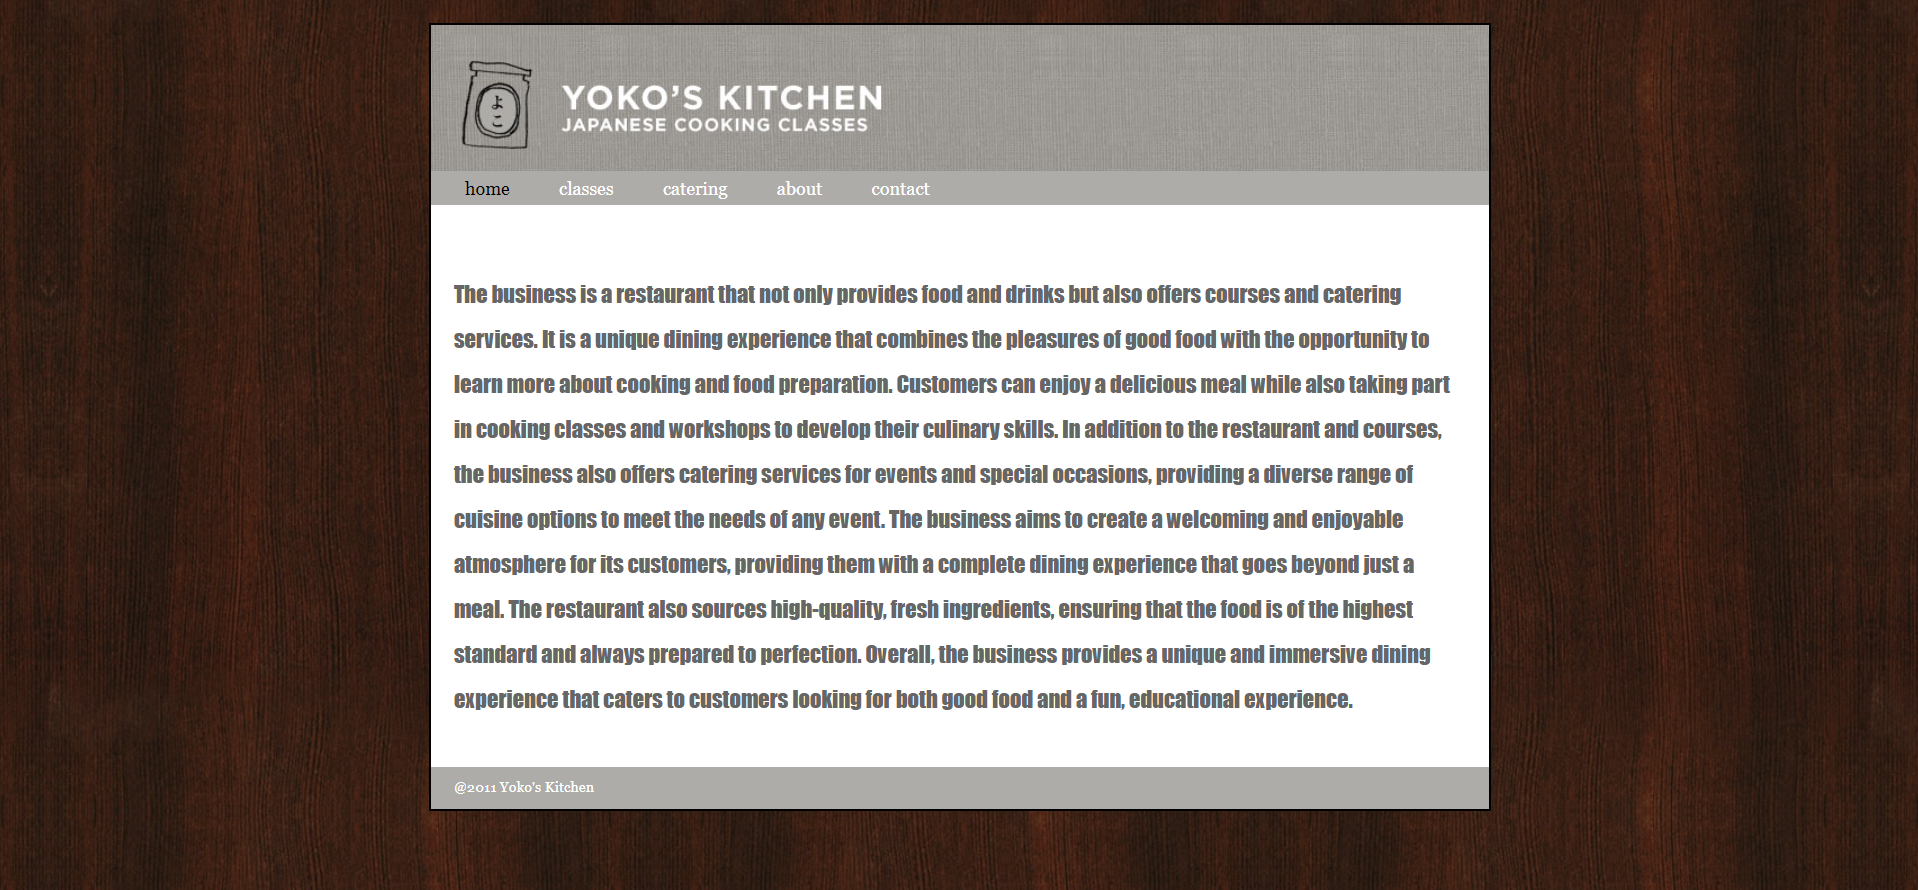 よこ
YOKO'S KITCHEN
JAPANESE COOKING CLASSES
home classes catering about contact
The business is a restaurant that not only provides food and drinks but also offers courses and catering
services. It is a unique dining experience that combines the pleasures of good food with the opportunity to
learn more about cooking and food preparation. Customers can enjoy a delicious meal while also taking part
in cooking classes and workshops to develop their culinary skills. In addition to the restaurant and courses,
the business also offers catering services for events and special occasions, providing a diverse range of
cuisine options to meet the needs of any event. The business aims to create a welcoming and enjoyable
atmosphere for its customers, providing them with a complete dining experience that goes beyond just a
meal. The restaurant also sources high-quality, fresh ingredients, ensuring that the food is of the highest
standard and always prepared to perfection. Overall, the business provides a unique and immersive dining
experience that caters to customers looking for both good food and a fun, educational experience.
@2011 Yoko's Kitchen